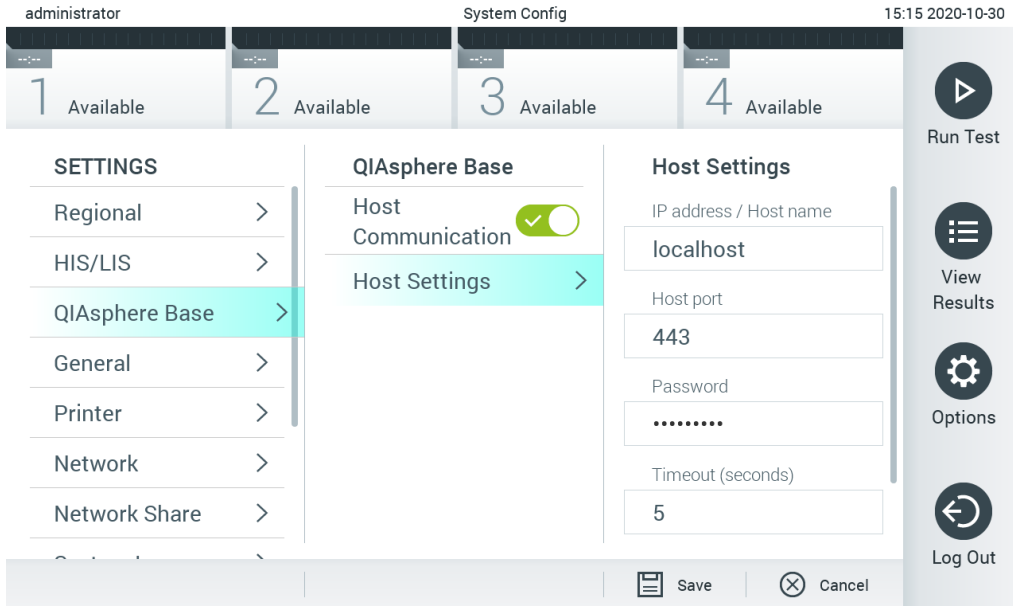 administrator
System Config
15:15 2020-10-30
--:--
1 Available
--:--
2 Available
--:--
3 Available
--:--
4 Available
SETTINGS
Regional
HIS/LIS
QIAsphere Base
General
Printer
Network
Network Share
QIAsphere Base
Host
Communication
Host Settings
Host Settings
IP address / Host name
localhost
Host port
443
Password
•••••••••
Timeout (seconds)
5
Save
Cancel
Run Test
View
Results
Options
Log Out